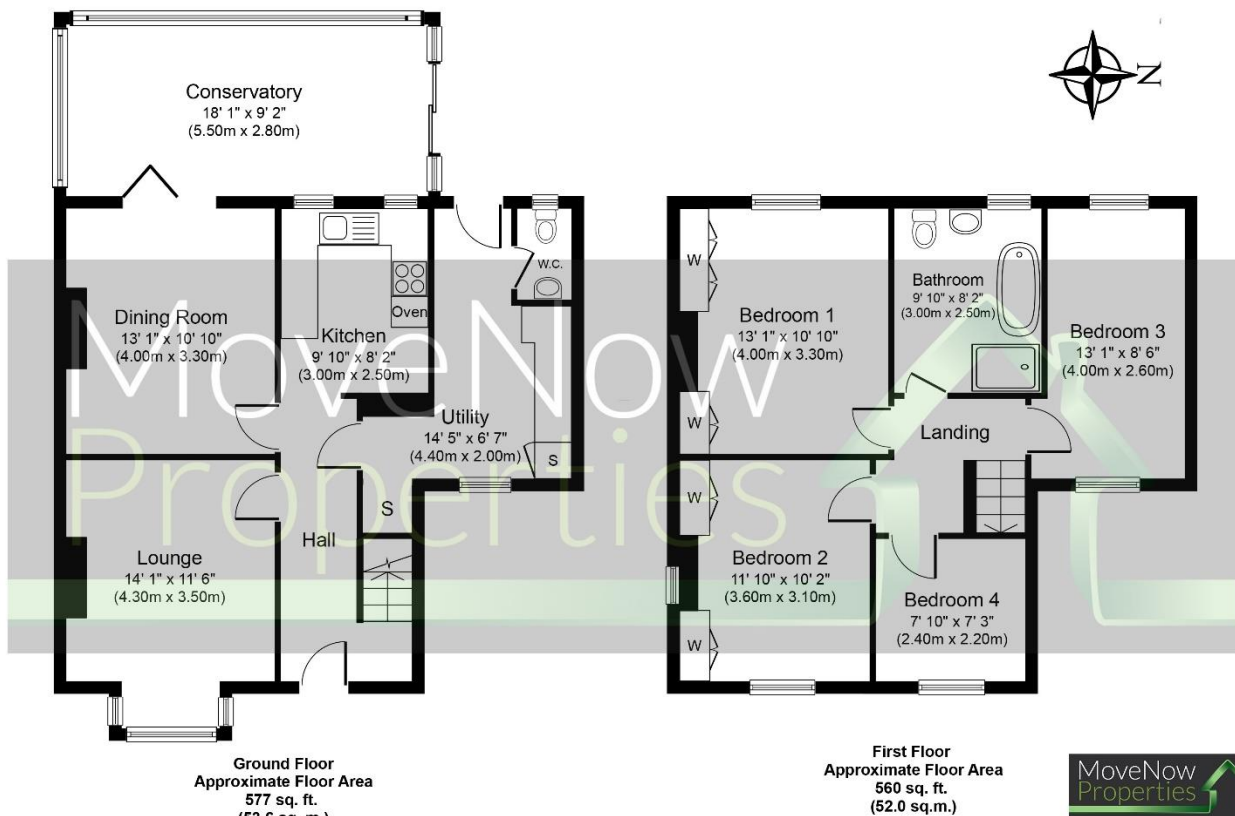 Conservatory
18' 1" x 9' 2"
(5.50m x 2.80m)
N
Dining Room
13' 1" x 10' 10"
(4.00m x 3.30m)
Kitchen
9' 10" x 8' 2"
(3.00m x 2.50m)
Oven
W.C.
Utility
14' 5" x 6' 7"
(4.40m x 2.00m)
S
S
Hall
Lounge
14' 1" x 11' 6"
(4.30m x 3.50m)
Ground Floor
Approximate Floor Area
577 sq. ft.
(53.6 sq. m.)
W
Bedroom 1
13' 1" x 10' 10"
(4.00m x 3.30m)
W
Bathroom
9' 10" x 8' 2"
(3.00m x 2.50m)
Bedroom 3
13' 1" x 8' 6"
(4.00m x 2.60m)
Landing
W
Bedroom 2
11' 10" x 10' 2"
(3.60m x 3.10m)
W
Bedroom 4
7' 10" x 7' 3"
(2.40m x 2.20m)
First Floor
Approximate Floor Area
560 sq. ft.
(52.0 sq.m.)
MoveNow
Properties
MoveNow
Properties